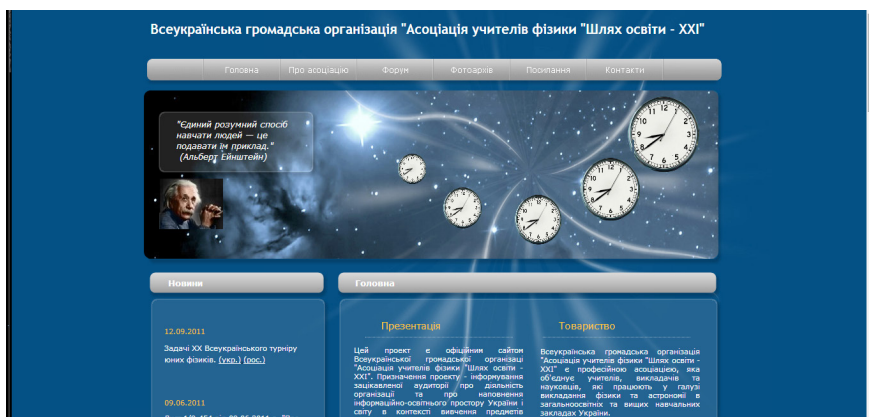 Всеукраїнська громадська організація "Асоціація учителів фізики "Шлях освіти - XXI"
Головна Про асоціацію Форум Фотоархів Посилання Контакти
"Єдиний розумний спосіб
навчати людей — це
подавати їм приклад."
(Альберт Ейнштейн)
Новини
12.09.2011
Задачі XX Всеукраїнського турніру
юних фізиків. (укр.) (рос.)
09.06.2011
Головна
Презентація
Цей проект є офіційним сайтом
Всеукраїнської громадської організаці
"Асоціація учителів фізики "Шлях освіти -
XXI". Призначення проекту - інформування
зацікавленої аудиторії про діяльність
організації та про наповнення
інформаційно-освітнього простору України і
світу в контексті вивчення предметів
Товариство
Всеукраїнська громадська організація
"Асоціація учителів фізики "Шлях освіти -
XXI" є професійною асоціацією, яка
об'єднує учителів, викладачів та
науковців, які працюють у галузі
викладання фізики та астрономії в
загальноосвітніх та вищих навчальних
закладах України.